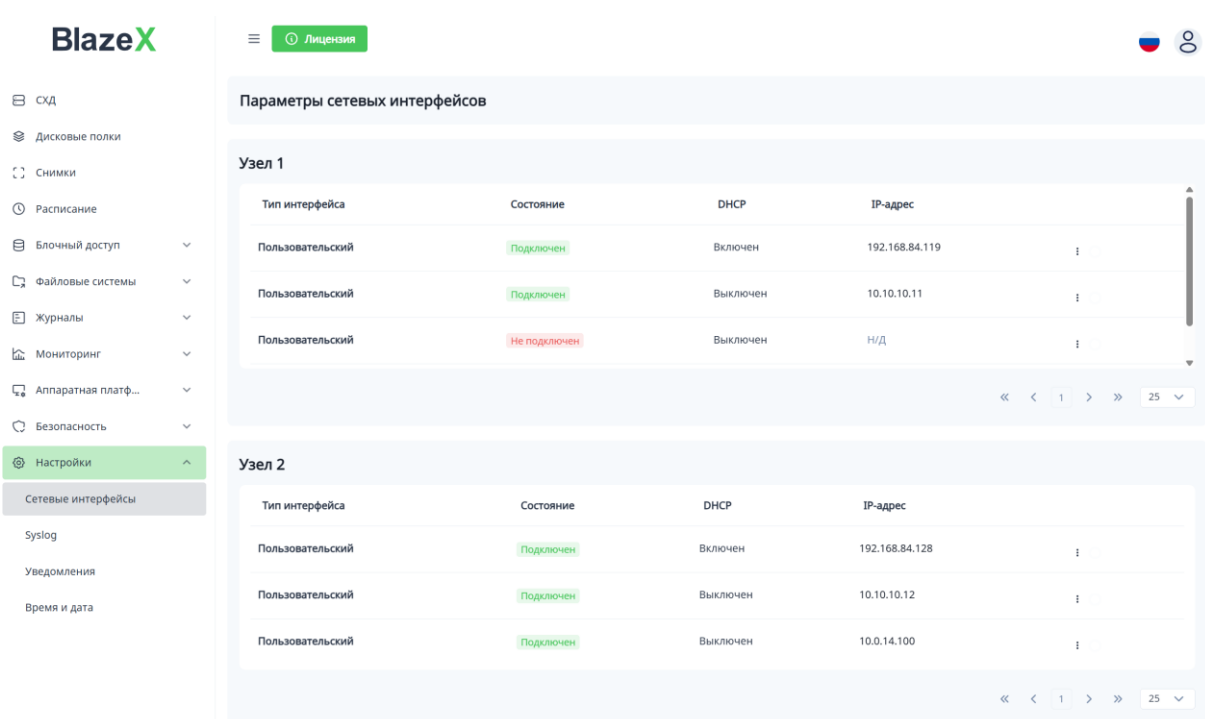 BlazeX
Лицензия
СХД
Дисковые полки
Снимки
Расписание
Блочный доступ
Файловые системы
Журналы
Мониторинг
Аппаратная платф...
Безопасность
Настройки
Сетевые интерфейсы
Syslog
Уведомления
Время и дата
Параметры сетевых интерфейсов
Узел 1
Тип интерфейса Состояние DHCP IP-адрес
Пользовательский Подключен Включен 192.168.84.119
Пользовательский Подключен Выключен 10.10.10.11
Пользовательский Не подключен Выключен Н/Д
« < 1 > » 25
Узел 2
Тип интерфейса Состояние DHCP IP-адрес
Пользовательский Подключен Включен 192.168.84.128
Пользовательский Подключен Выключен 10.10.10.12
Пользовательский Подключен Выключен 10.0.14.100
« < 1 > » 25